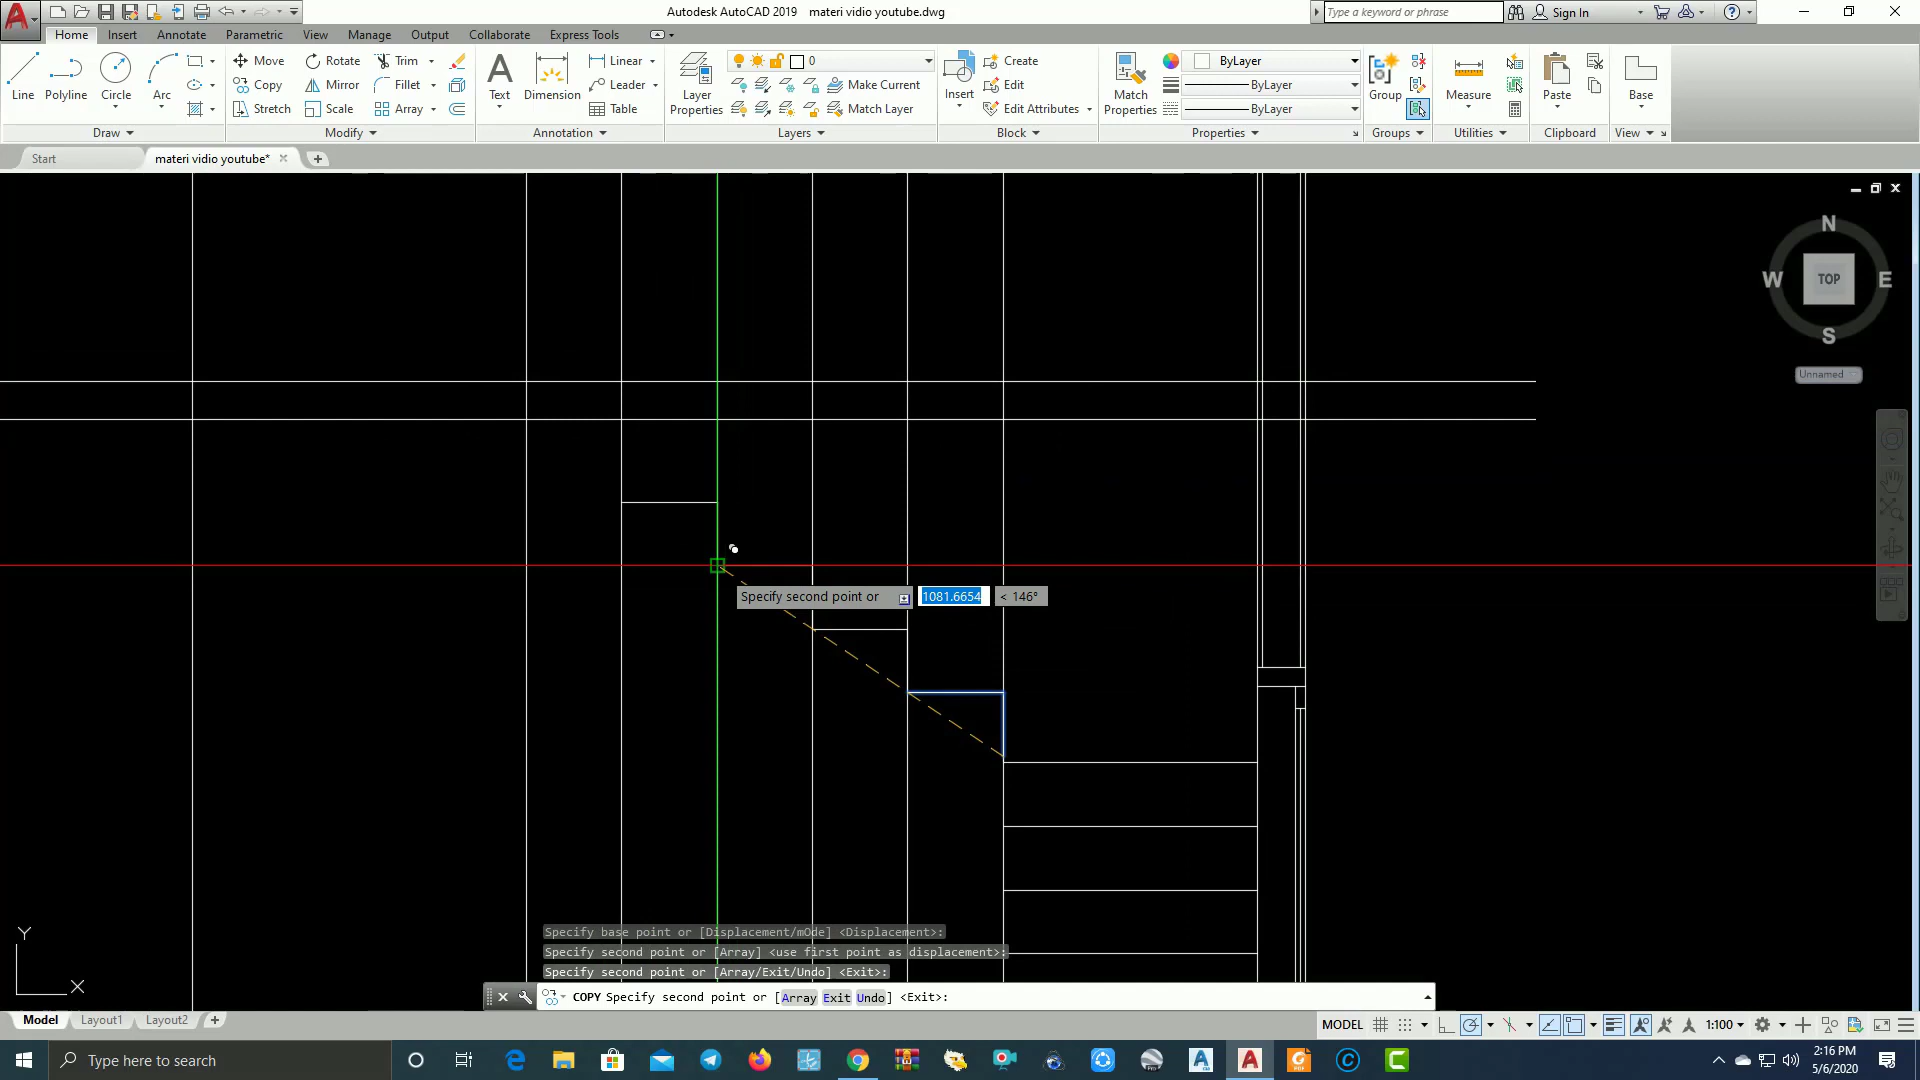 Autodesk AutoCAD 2019 materi vidio youtube.dwg
Type a keyword or phrase
Sign In
Home Insert Annotate Parametric View Manage Output Collaborate Express Tools
Line Polyline Circle Arc
Move Rotate Trim
Copy Mirror Fillet
Stretch Scale Array
Text Dimension
Linear
Leader
Table
Layer Properties
0
Make Current
Match Layer
Insert
Create
Edit
Edit Attributes
Match Properties
ByLayer
ByLayer
ByLayer
Group
Measure
Paste
Base
Draw Modify Annotation Layers Block Properties Groups Utilities Clipboard View
Start materi vidio youtube*
N
W TOP E
S
Unnamed
Specify second point or 1081.6654 < 146°
Y
X
Specify base point or [Displacement/mOde] <Displacement>:
Specify second point or [Array] <use first point as displacement>:
Specify second point or [Array/Exit/Undo] <Exit>:
COPY Specify second point or [Array Exit Undo] <Exit>:
Model Layout1 Layout2
MODEL 1:100
Type here to search
2:16 PM
5/6/2020